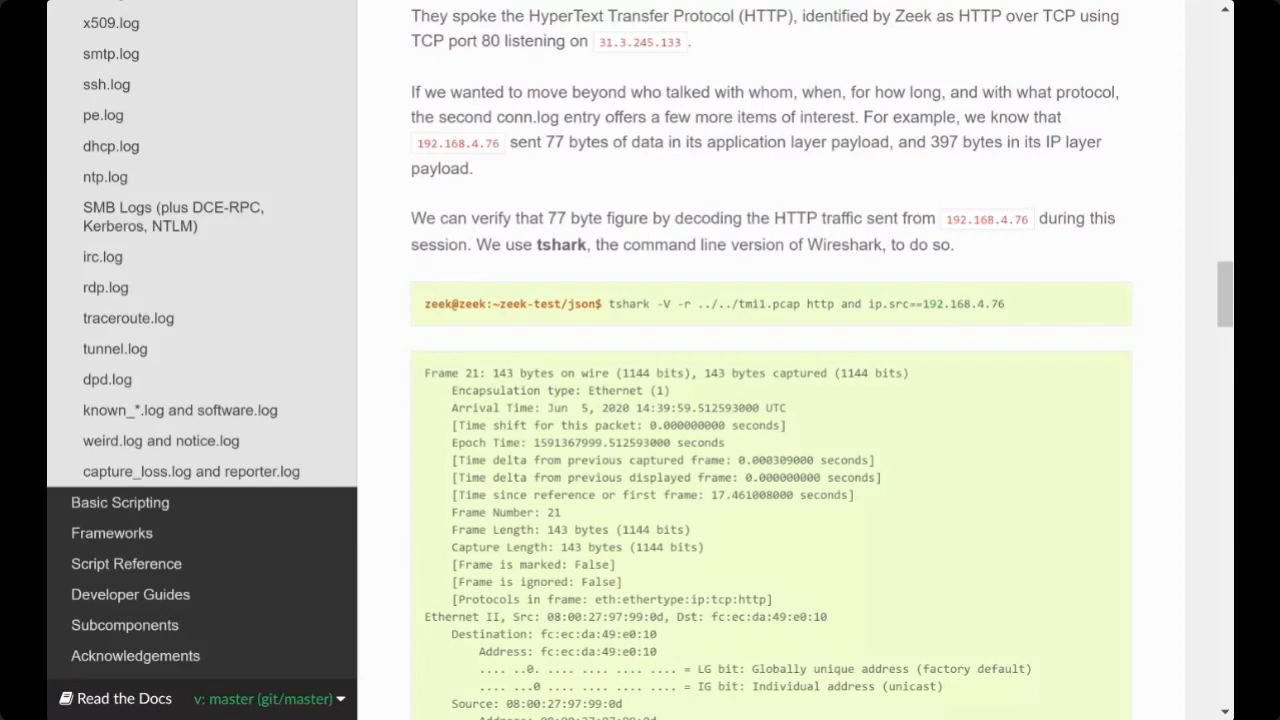 x509.log
smtp.log
ssh.log
pe.log
dhcp.log
ntp.log
SMB Logs (plus DCE-RPC,
Kerberos, NTLM)
irc.log
rdp.log
traceroute.log
tunnel.log
dpd.log
known_*.log and software.log
weird.log and notice.log
capture_loss.log and reporter.log
Basic Scripting
Frameworks
Script Reference
Developer Guides
Subcomponents
Acknowledgements
Read the Docs v: master (git/master)
They spoke the HyperText Transfer Protocol (HTTP), identified by Zeek as HTTP over TCP using
TCP port 80 listening on 31.3.245.133 .
If we wanted to move beyond who talked with whom, when, for how long, and with what protocol,
the second conn.log entry offers a few more items of interest. For example, we know that
192.168.4.76 sent 77 bytes of data in its application layer payload, and 397 bytes in its IP layer
payload.
We can verify that 77 byte figure by decoding the HTTP traffic sent from 192.168.4.76 during this
session. We use tshark, the command line version of Wireshark, to do so.
zeek@zeek:~zeek-test/json$ tshark -V -r ../../tmi1.pcap http and ip.src==192.168.4.76
Frame 21: 143 bytes on wire (1144 bits), 143 bytes captured (1144 bits)
Encapsulation type: Ethernet (1)
Arrival Time: Jun  5, 2020 14:39:59.512593000 UTC
[Time shift for this packet: 0.000000000 seconds]
Epoch Time: 1591367999.512593000 seconds
[Time delta from previous captured frame: 0.000309000 seconds]
[Time delta from previous displayed frame: 0.000000000 seconds]
[Time since reference or first frame: 17.461008000 seconds]
Frame Number: 21
Frame Length: 143 bytes (1144 bits)
Capture Length: 143 bytes (1144 bits)
[Frame is marked: False]
[Frame is ignored: False]
[Protocols in frame: eth:ethertype:ip:tcp:http]
Ethernet II, Src: 08:00:27:97:99:0d, Dst: fc:ec:da:49:e0:10
Destination: fc:ec:da:49:e0:10
Address: fc:ec:da:49:e0:10
.... ..0. .... .... .... .... = LG bit: Globally unique address (factory default)
.... ...0 .... .... .... .... = IG bit: Individual address (unicast)
Source: 08:00:27:97:99:0d